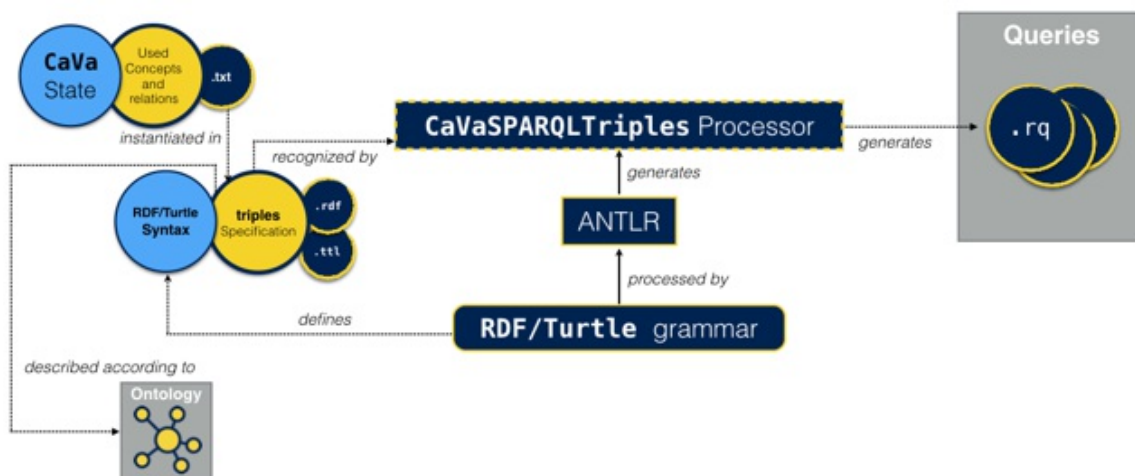 CaVa
State
Used
Concepts
and
relations
.txt
Queries
.rq
instantiated in
CaVaSPARQLTriples Processor
recognized by
generates
generates
RDF/Turtle
Syntax
triples
Specification
.rdf
.ttl
ANTLR
processed by
defines
RDF/Turtle grammar
described according to
Ontology